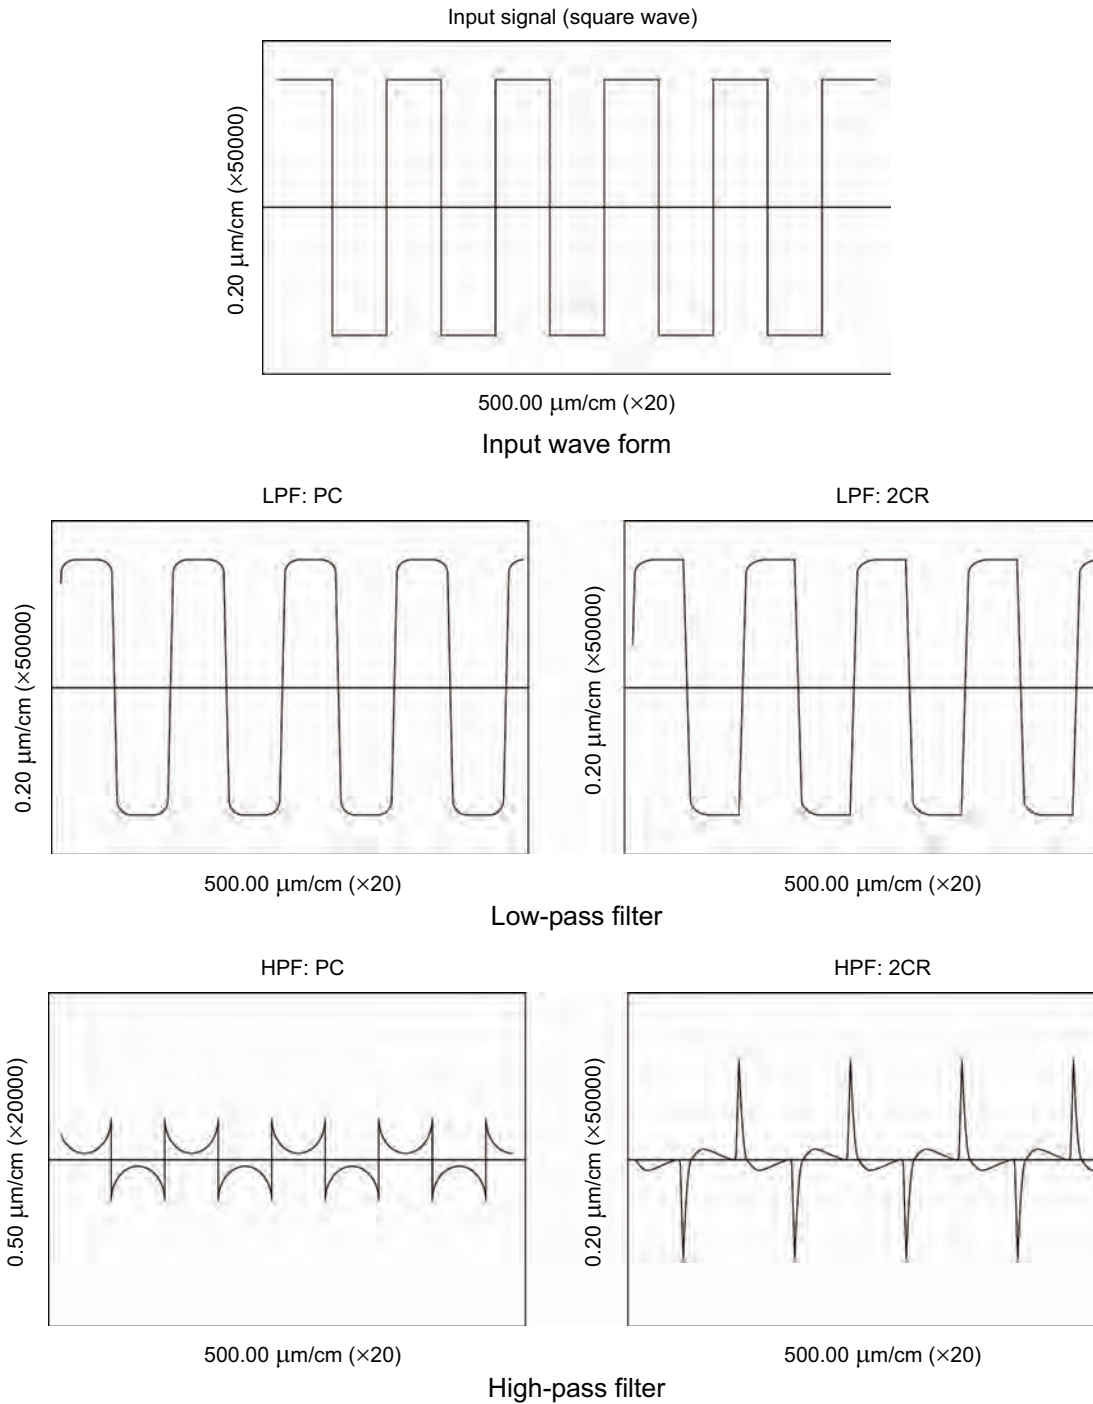 Input signal (square wave)
0.20 μm/cm (×50000)
500.00 μm/cm (×20)
Input wave form
LPF: PC
LPF: 2CR
0.20 μm/cm (×50000)
0.20 μm/cm (×50000)
500.00 μm/cm (×20)
500.00 μm/cm (×20)
Low-pass filter
HPF: PC
HPF: 2CR
0.50 μm/cm (×20000)
0.20 μm/cm (×50000)
500.00 μm/cm (×20)
500.00 μm/cm (×20)
High-pass filter